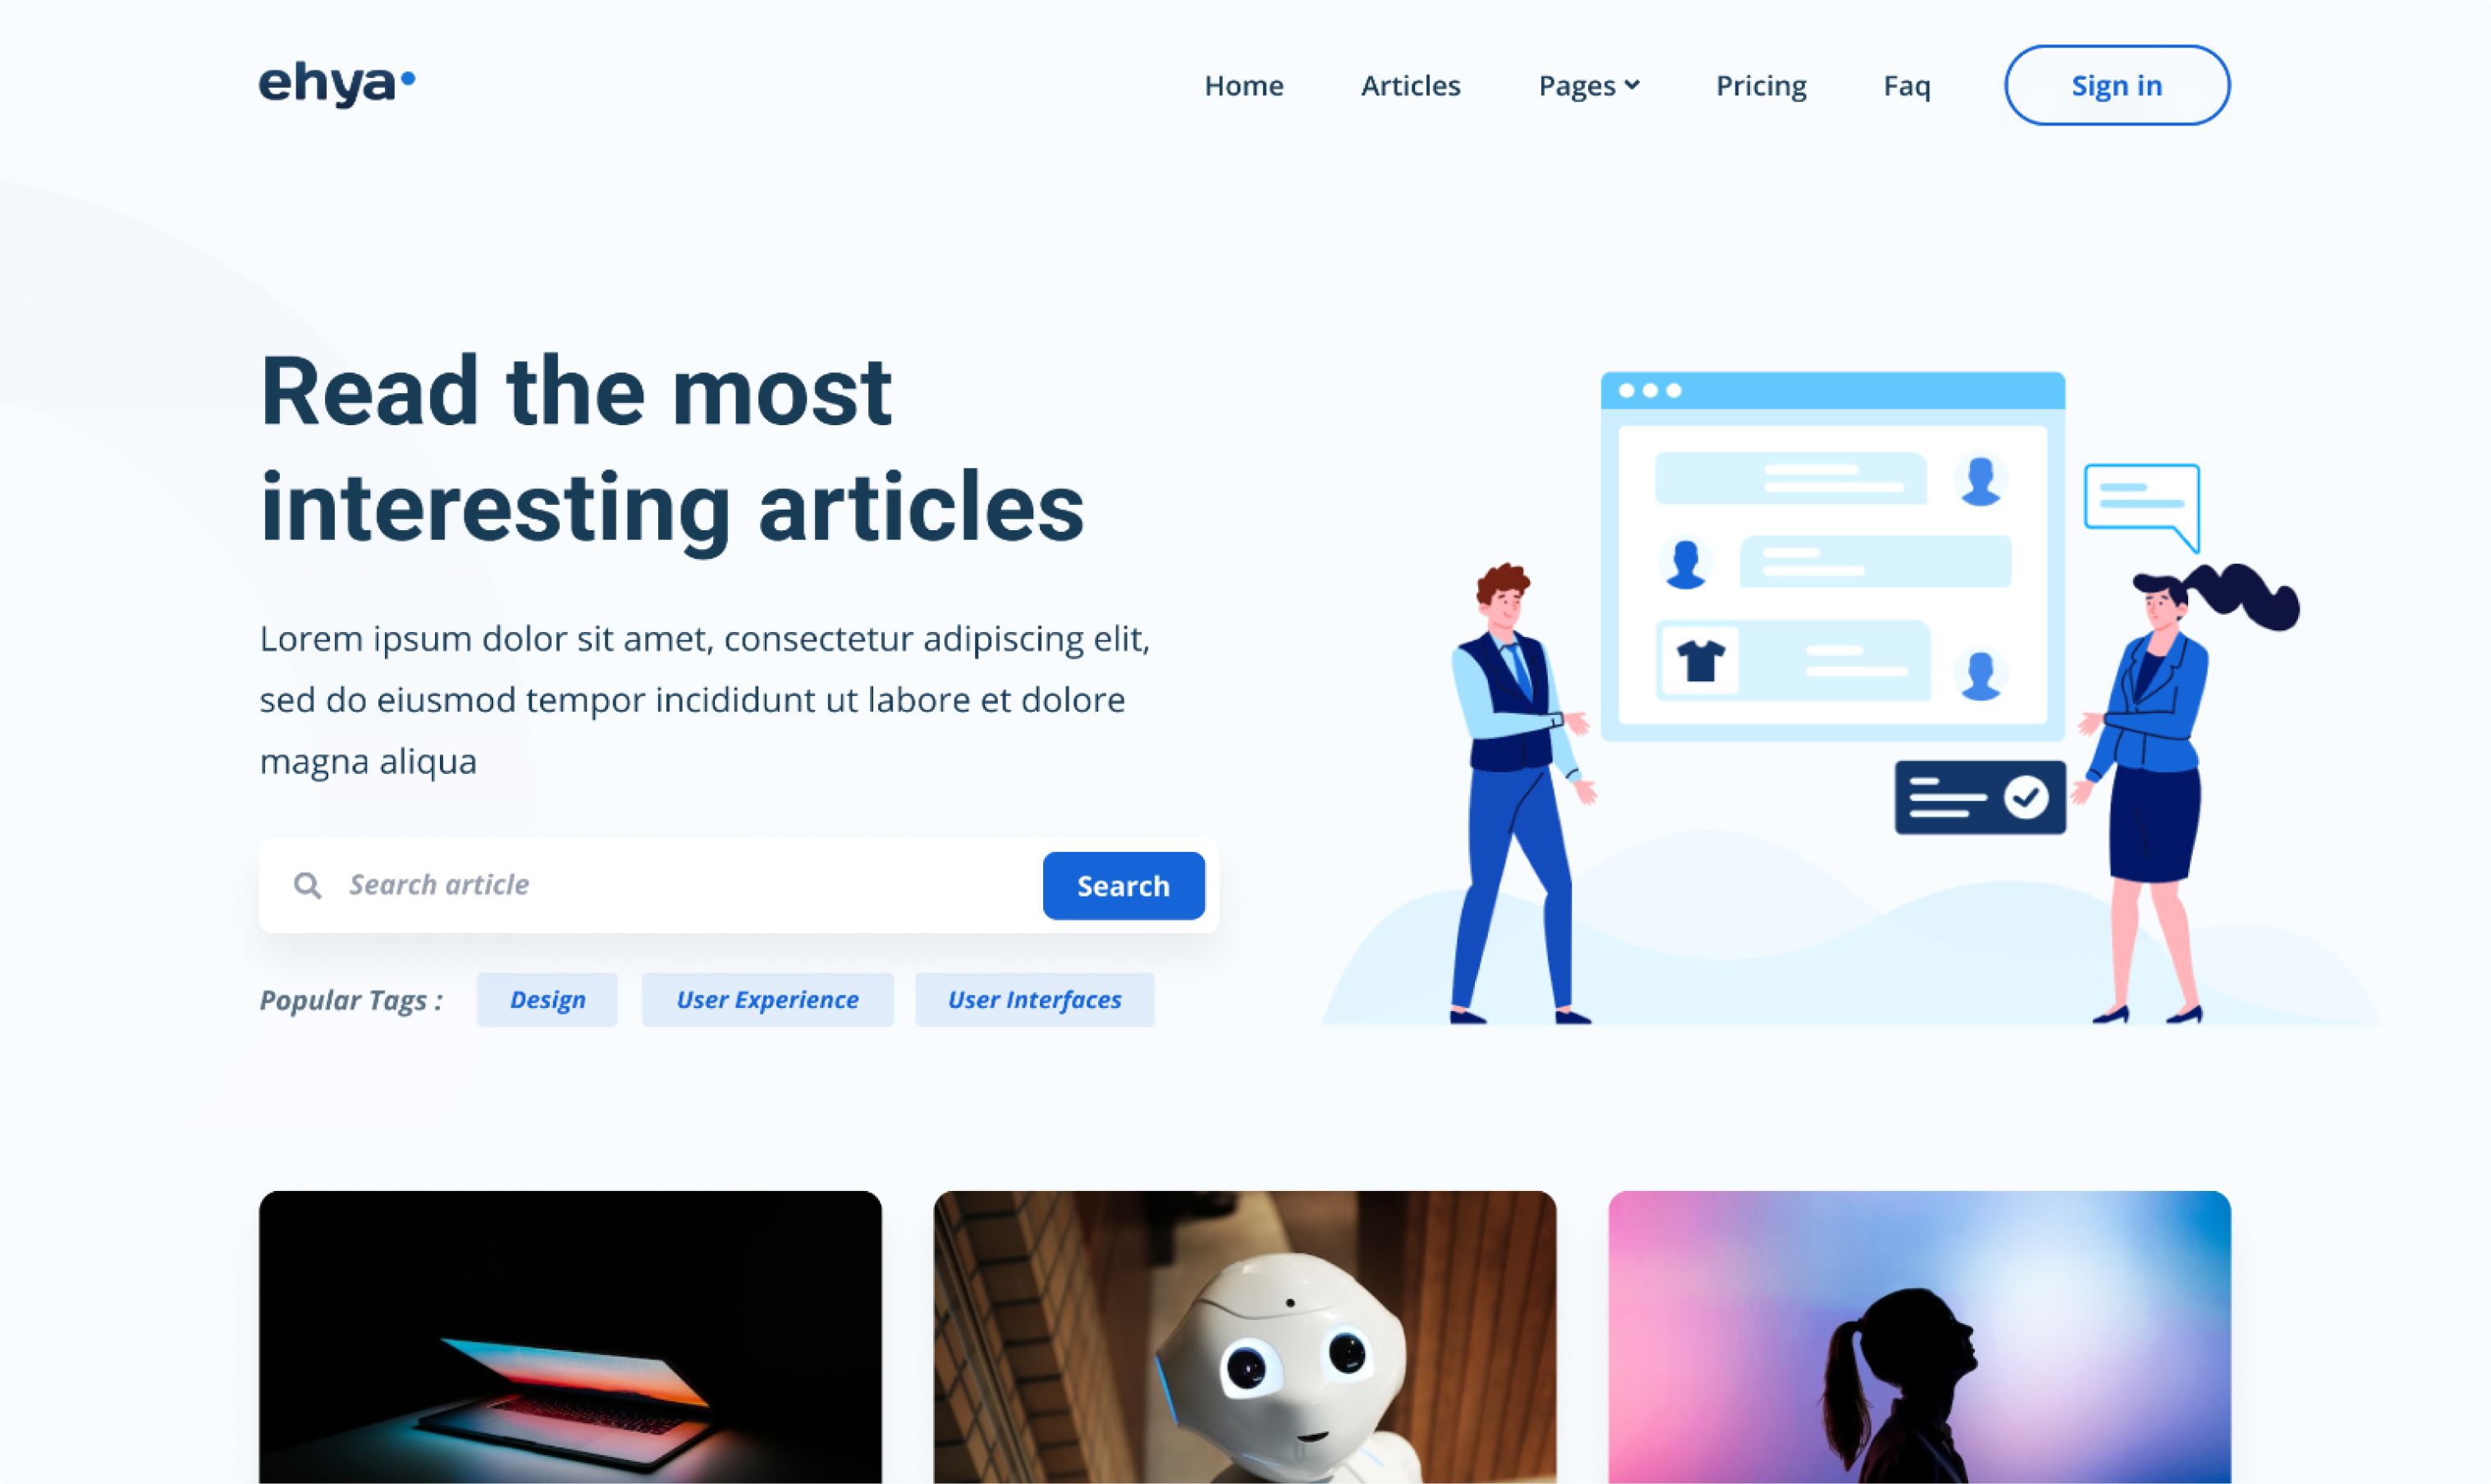 ehya
Home Articles Pages Pricing Faq Sign in
Read the most
interesting articles
Lorem ipsum dolor sit amet, consectetur adipiscing elit,
sed do eiusmod tempor incididunt ut labore et dolore
magna aliqua
Search article Search
Popular Tags : Design User Experience User Interfaces